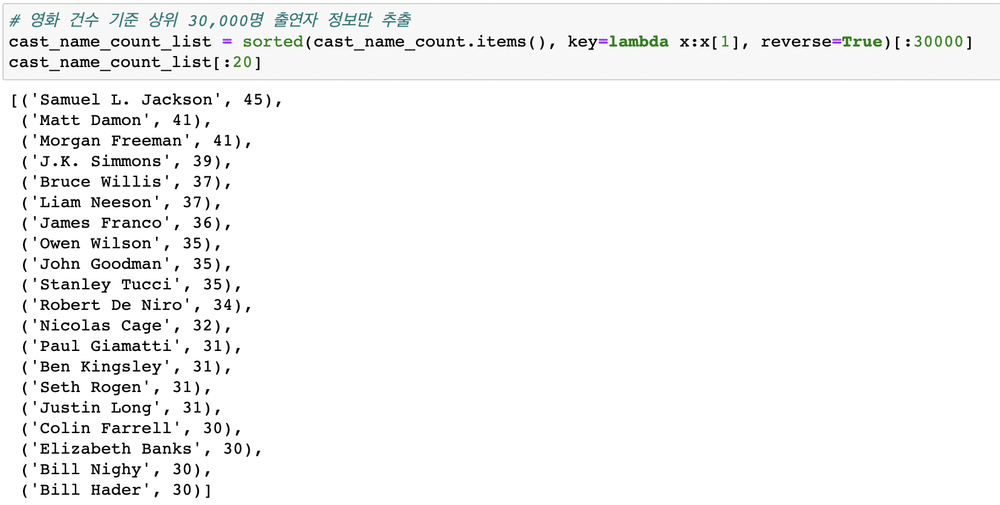 # 영화 건수 기준 상위 30,000명 출연자 정보만 추출
cast_name_count_list = sorted(cast_name_count.items(), key=lambda x:x[1], reverse=True)[:30000]
cast_name_count_list[:20]
[('Samuel L. Jackson', 45),
('Matt Damon', 41),
('Morgan Freeman', 41),
('J.K. Simmons', 39),
('Bruce Willis', 37),
('Liam Neeson', 37),
('James Franco', 36),
('Owen Wilson', 35),
('John Goodman', 35),
('Stanley Tucci', 35),
('Robert De Niro', 34),
('Nicolas Cage', 32),
('Paul Giamatti', 31),
('Ben Kingsley', 31),
('Seth Rogen', 31),
('Justin Long', 31),
('Colin Farrell', 30),
('Elizabeth Banks', 30),
('Bill Nighy', 30),
('Bill Hader', 30)]